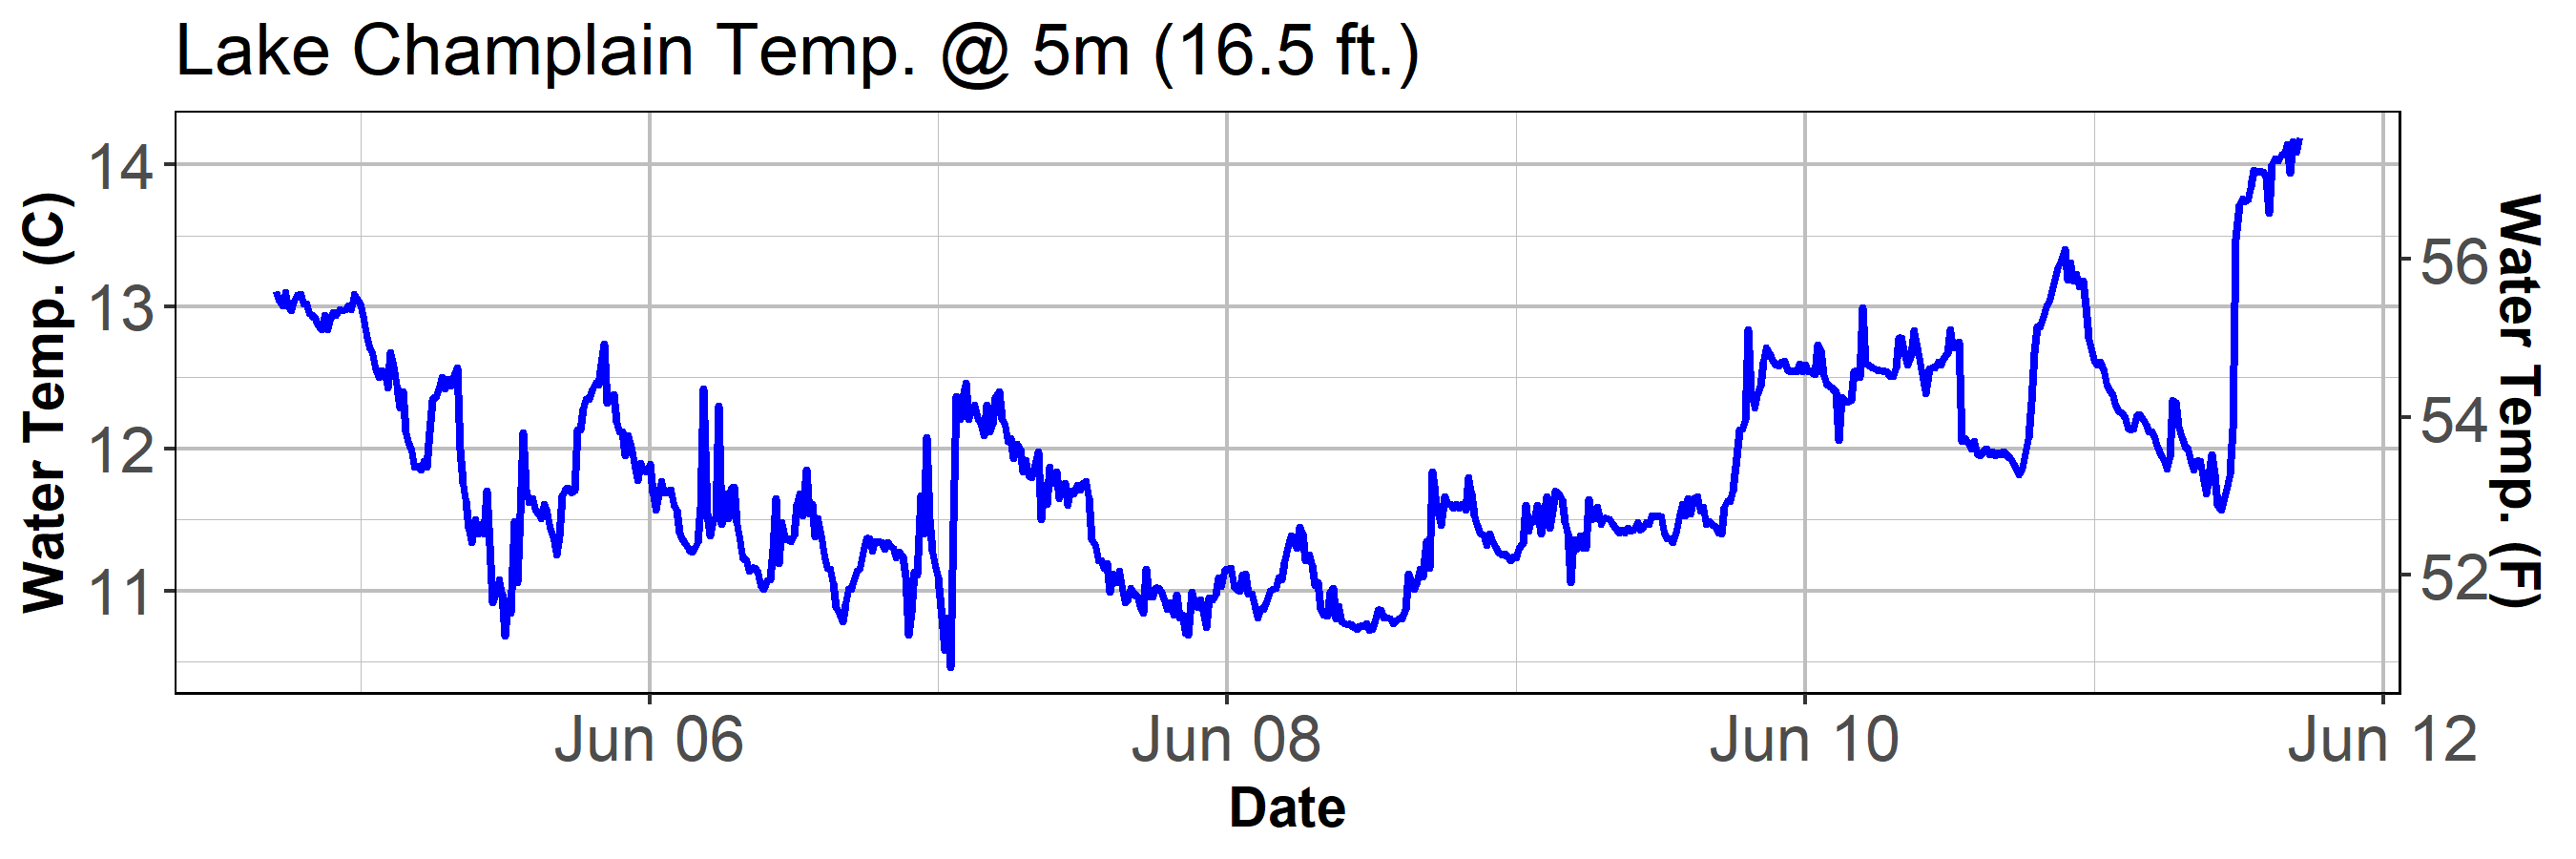 Lake Champlain Temp. @ 5m (16.5 ft.)
Water Temp. (C)
14
13
12
11
56
54
52
Water Temp. (F)
Jun 06
Jun 08
Jun 10
Jun 12
Date